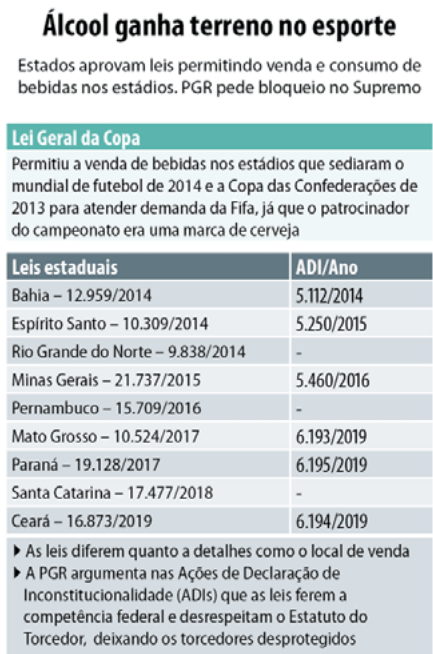 Álcool ganha terreno no esporte
Estados aprovam leis permitindo venda e consumo de
bebidas nos estádios. PGR pede bloqueio no Supremo
Lei Geral da Copa
Permitiu a venda de bebidas nos estádios que sediaram o
mundial de futebol de 2014 e a Copa das Confederações de
2013 para atender demanda da Fifa, já que o patrocinador
do campeonato era uma marca de cerveja
Leis estaduais ADI/Ano
Bahia – 12.959/2014 5.112/2014
Espírito Santo – 10.309/2014 5.250/2015
Rio Grande do Norte – 9.838/2014 -
Minas Gerais – 21.737/2015 5.460/2016
Pernambuco – 15.709/2016 -
Mato Grosso – 10.524/2017 6.193/2019
Paraná – 19.128/2017 6.195/2019
Santa Catarina – 17.477/2018 -
Ceará – 16.873/2019 6.194/2019
As leis diferem quanto a detalhes como o local de venda
A PGR argumenta nas Ações de Declaração de
Inconstitucionalidade (ADIs) que as leis ferem a
competência federal e desrespeitam o Estatuto do
Torcedor, deixando os torcedores desprotegidos